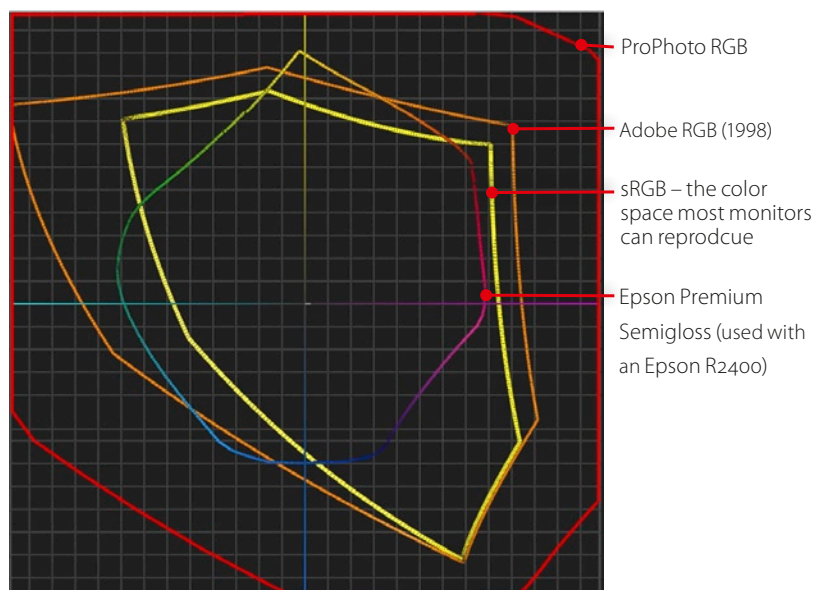 ProPhoto RGB
Adobe RGB (1998)
sRGB – the color
space most monitors
can reprodcue
Epson Premium
Semigloss (used with
an Epson R2400)